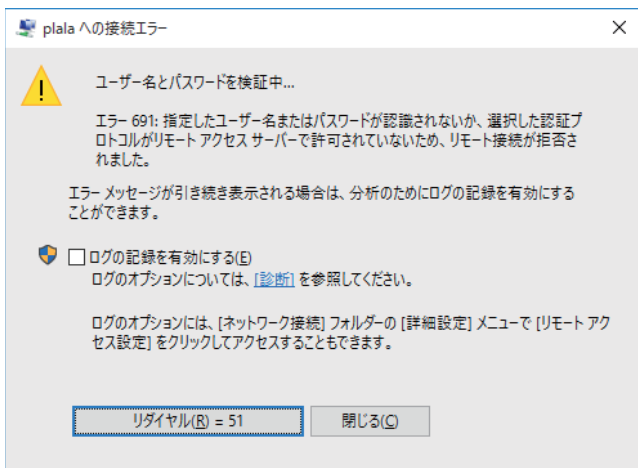 plala への接続エラー
ユーザー名とパスワードを検証中...
エラー 691: 指定したユーザー名またはパスワードが認識されないか、選択した認証プ
ロトコルがリモート アクセス サーバーで許可されていないため、リモート接続が拒否さ
れました。
エラー メッセージが引き続き表示される場合は、分析のためにログの記録を有効にする
ことができます。
ログの記録を有効にする(E)
ログのオプションについては、[診断] を参照してください。
ログのオプションには、[ネットワーク接続] フォルダーの [詳細設定] メニューで [リモート アク
セス設定] をクリックしてアクセスすることもできます。
リダイヤル(R) = 51
閉じる(C)